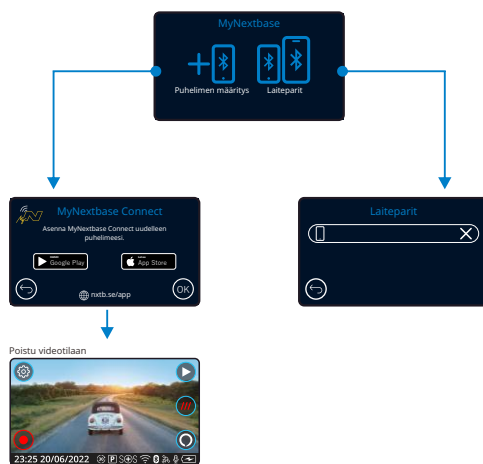 MyNextbase
Puhelimen määritys
Laiteparit
MyNextbase Connect
Asenna MyNextbase Connect uudelleen
puhelimeesi.
Google Play
App Store
nxtb.se/app
OK
Laiteparit
Poistu videotilaan
23:25 20/06/2022 P SOS